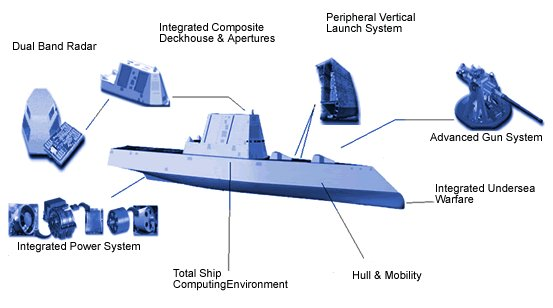 Peripheral Vertical
Launch System
Integrated Composite
Deckhouse & Apertures
Dual Band Radar
Advanced Gun System
Integrated Undersea
Warfare
Integrated Power System
Total Ship
ComputingEnvironment
Hull & Mobility